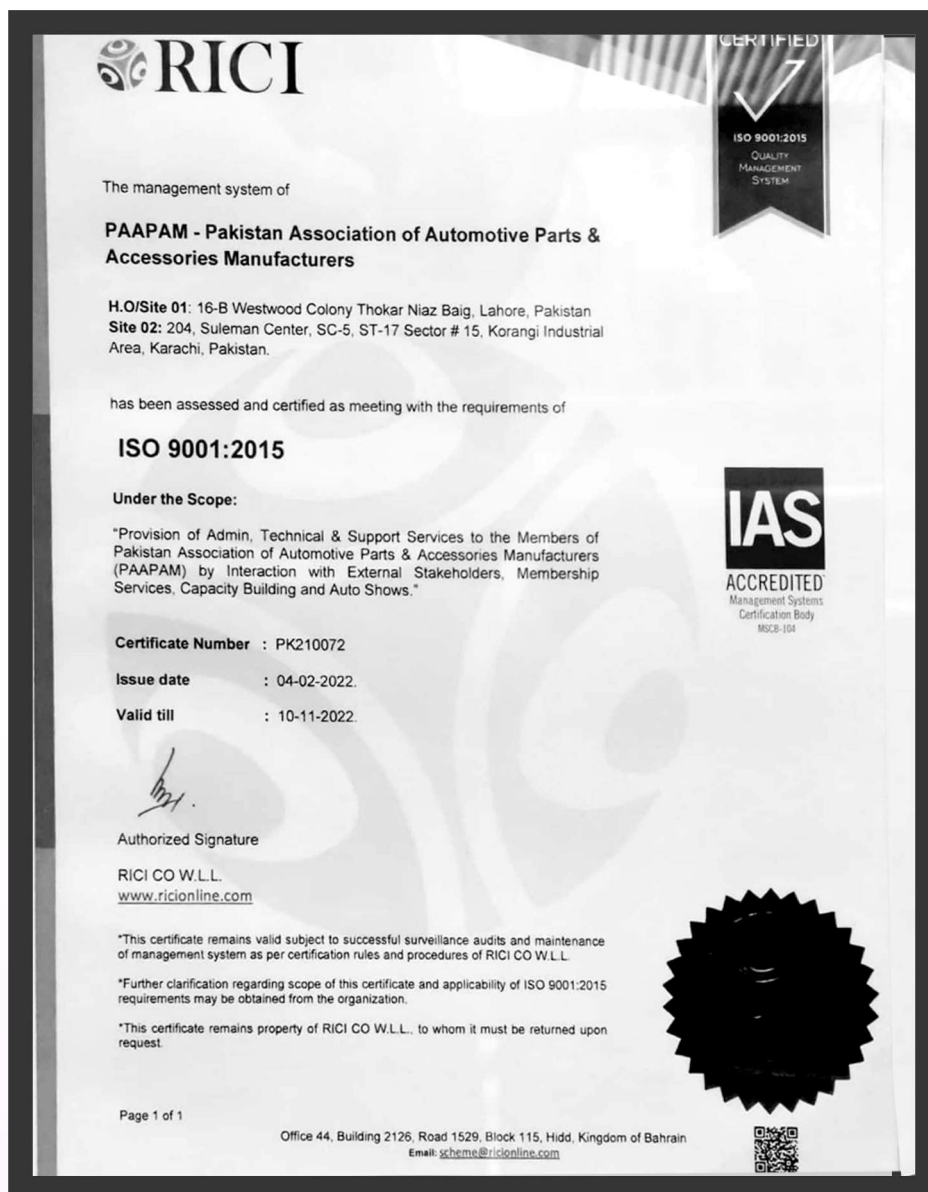 RICI
CERTIFIED
ISO 9001:2015
QUALITY
MANAGEMENT
SYSTEM
The management system of
PAAPAM - Pakistan Association of Automotive Parts &
Accessories Manufacturers
H.O/Site 01: 16-B Westwood Colony Thokar Niaz Baig, Lahore, Pakistan
Site 02: 204, Suleman Center, SC-5, ST-17 Sector # 15, Korangi Industrial
Area, Karachi, Pakistan.
has been assessed and certified as meeting with the requirements of
ISO 9001:2015
Under the Scope:
"Provision of Admin, Technical & Support Services to the Members of
Pakistan Association of Automotive Parts & Accessories Manufacturers
(PAAPAM) by Interaction with External Stakeholders, Membership
Services, Capacity Building and Auto Shows."
IAS
ACCREDITED
Management Systems
Certification Body
MSCB-104
Certificate Number : PK210072
Issue date : 04-02-2022.
Valid till : 10-11-2022.
Authorized Signature
RICI CO W.L.L.
www.ricionline.com
*This certificate remains valid subject to successful surveillance audits and maintenance
of management system as per certification rules and procedures of RICI CO W.L.L.
*Further clarification regarding scope of this certificate and applicability of ISO 9001:2015
requirements may be obtained from the organization.
*This certificate remains property of RICI CO W.L.L., to whom it must be returned upon
request.
Page 1 of 1
Office 44, Building 2126, Road 1529, Block 115, Hidd, Kingdom of Bahrain
Email: scheme@ricionline.com